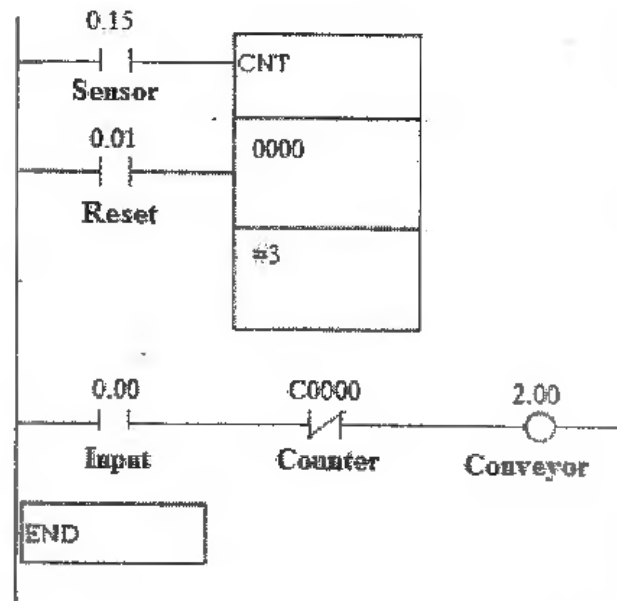 0.15
CNT
Sensor
0.01
0000
Reset
#3
0.00 C0000 2.00
Input Counter Conveyor
END